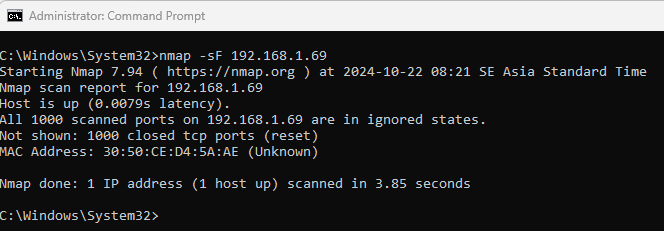 Administrator: Command Prompt
C:\Windows\System32>nmap -sF 192.168.1.69
Starting Nmap 7.94 ( https://nmap.org ) at 2024-10-22 08:21 SE Asia Standard Time
Nmap scan report for 192.168.1.69
Host is up (0.0079s latency).
All 1000 scanned ports on 192.168.1.69 are in ignored states.
Not shown: 1000 closed tcp ports (reset)
MAC Address: 30:50:CE:D4:5A:AE (Unknown)
Nmap done: 1 IP address (1 host up) scanned in 3.85 seconds
C:\Windows\System32>